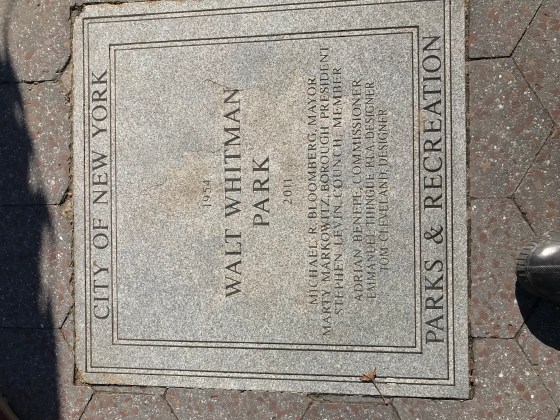 CITY OF NEW YORK
1954
WALT WHITMAN
PARK
2011
MICHAEL R. BLOOMBERG, MAYOR
MARTY MARKOWITZ, BOROUGH PRESIDENT
STEPHEN LEVIN, COUNCIL MEMBER
ADRIAN BENEPE, COMMISSIONER
EMMANUEL THINGUE, RLA DESIGNER
TOM CLEVELAND, DESIGNER
PARKS & RECREATION